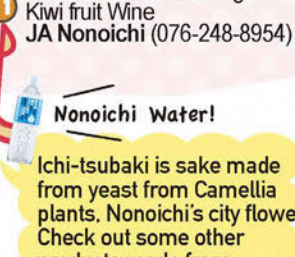 1
Kiwi fruit Wine
JA Nonoichi (076-248-8954)
Nonoichi Water!
Ichi-tsubaki is sake made
from yeast from Camellia
plants, Nonoichi's city flowe
Check out some other